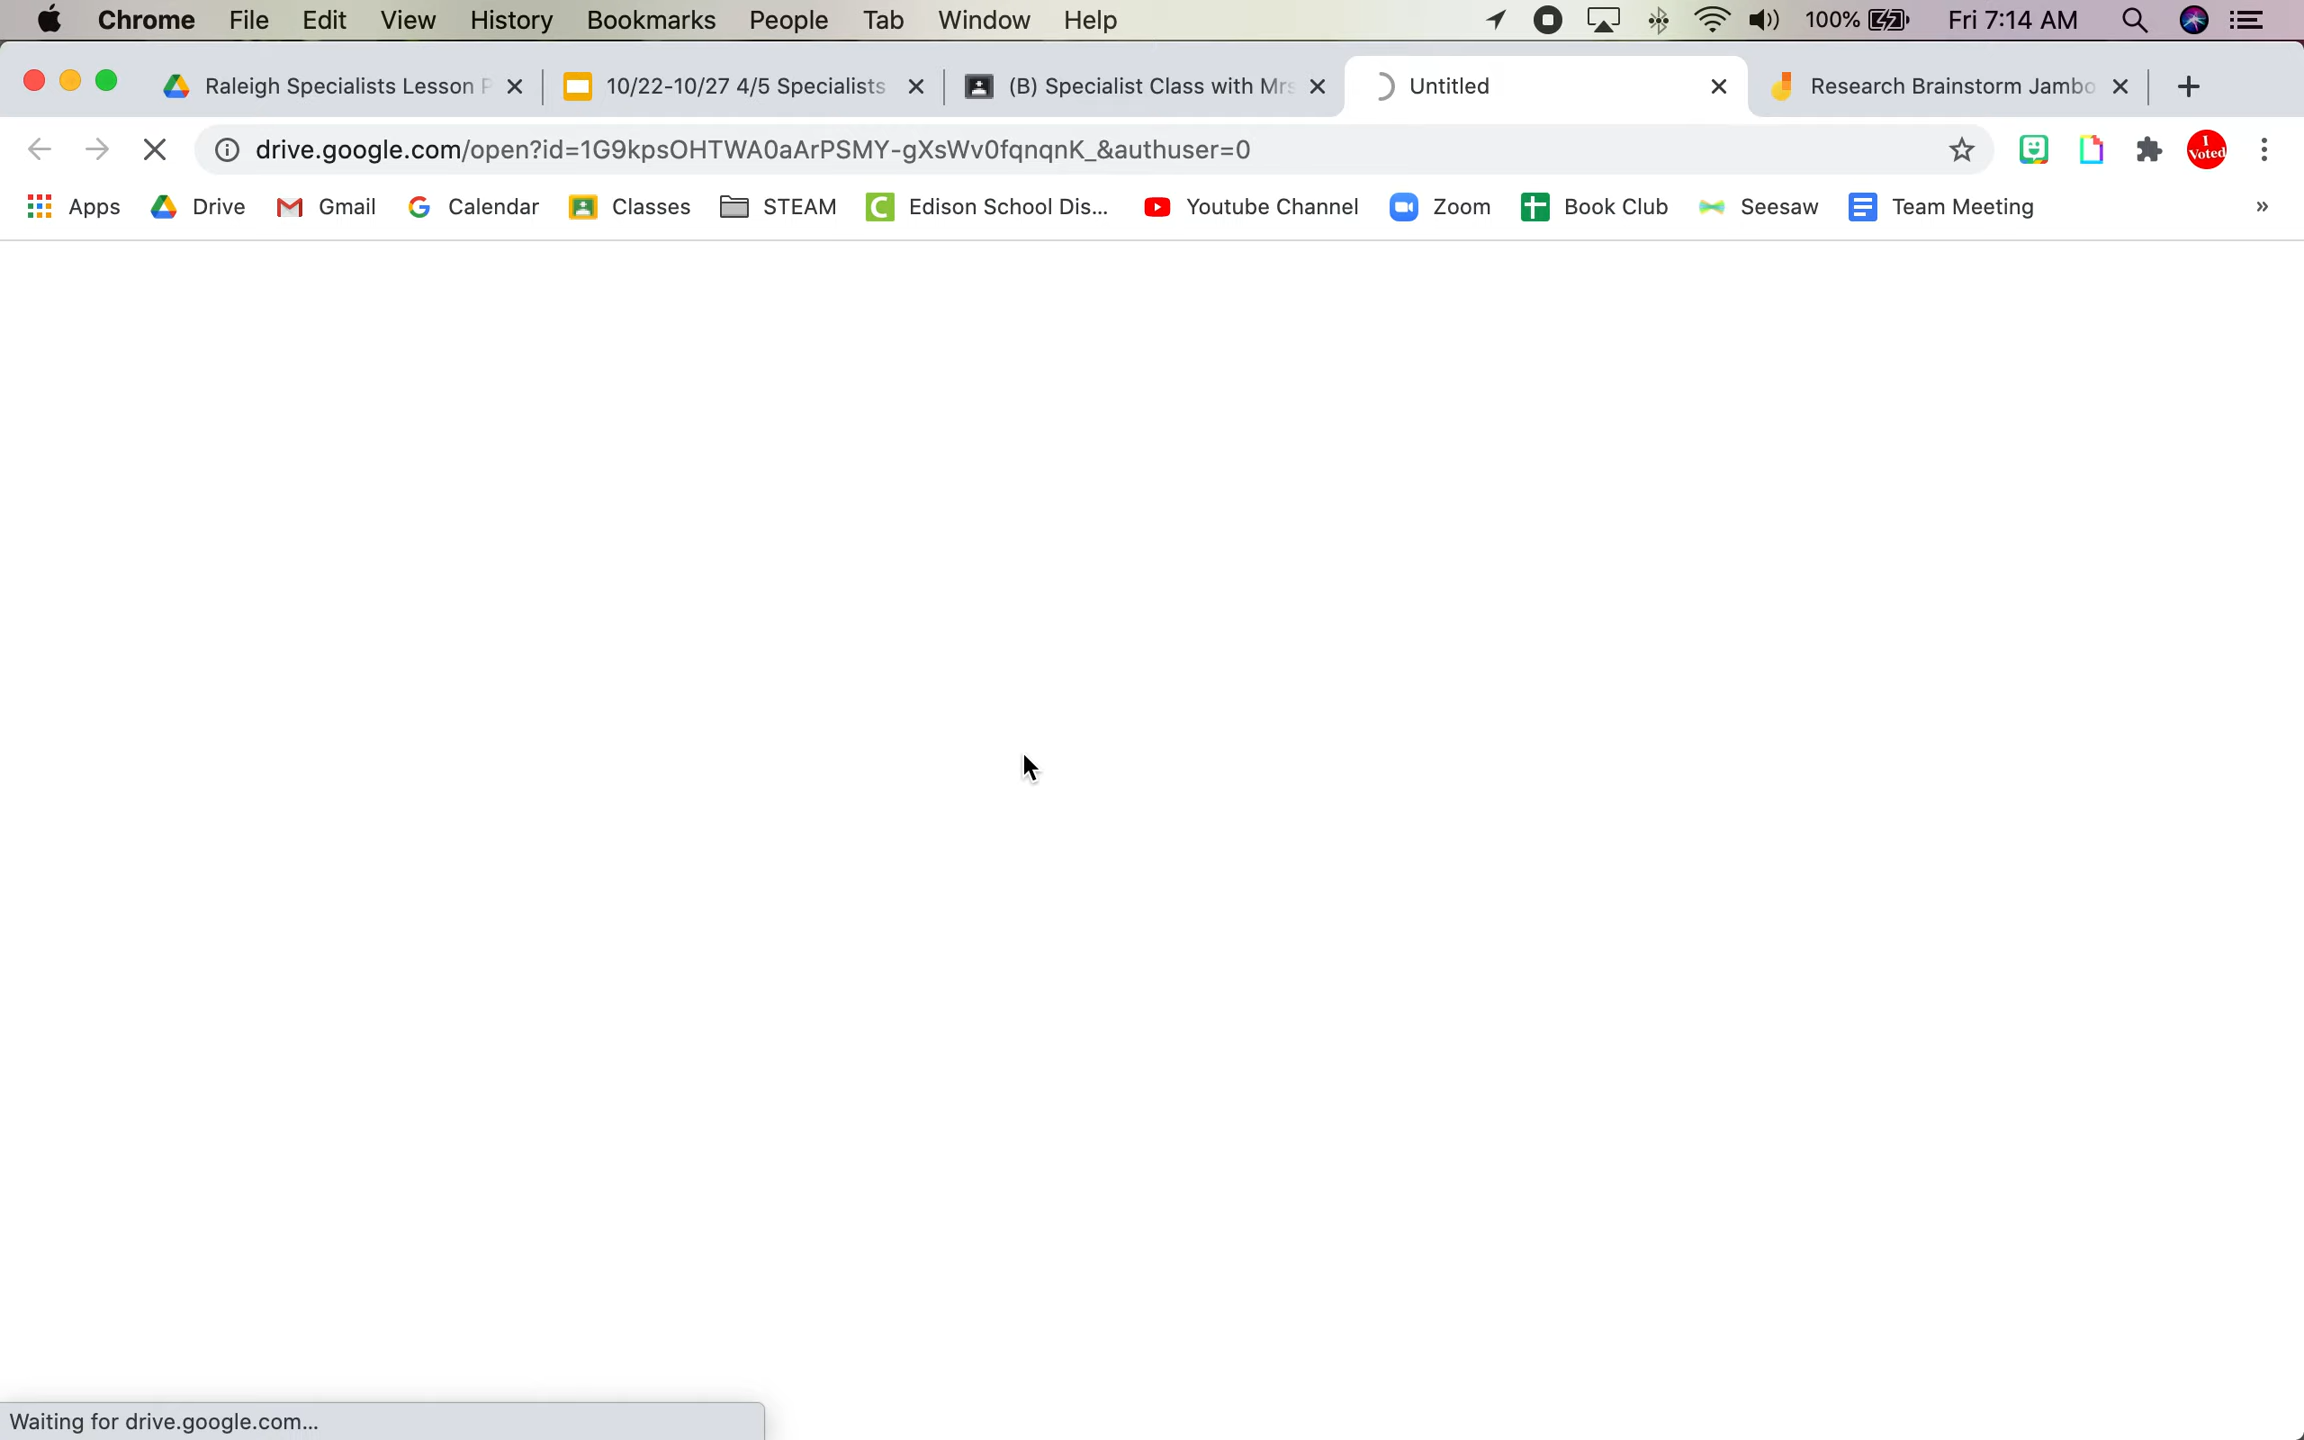 Chrome File Edit View History Bookmarks People Tab Window Help 100% Fri 7:14 AM
Raleigh Specialists Lesson P 10/22-10/27 4/5 Specialists (B) Specialist Class with Mrs Untitled Research Brainstorm Jambo
drive.google.com/open?id=1G9kpsOHTWA0aArPSMY-gXsWv0fqnqnK_&authuser=0 I Voted
Apps Drive Gmail Calendar Classes STEAM Edison School Dis... Youtube Channel Zoom Book Club Seesaw Team Meeting »
Waiting for drive.google.com...